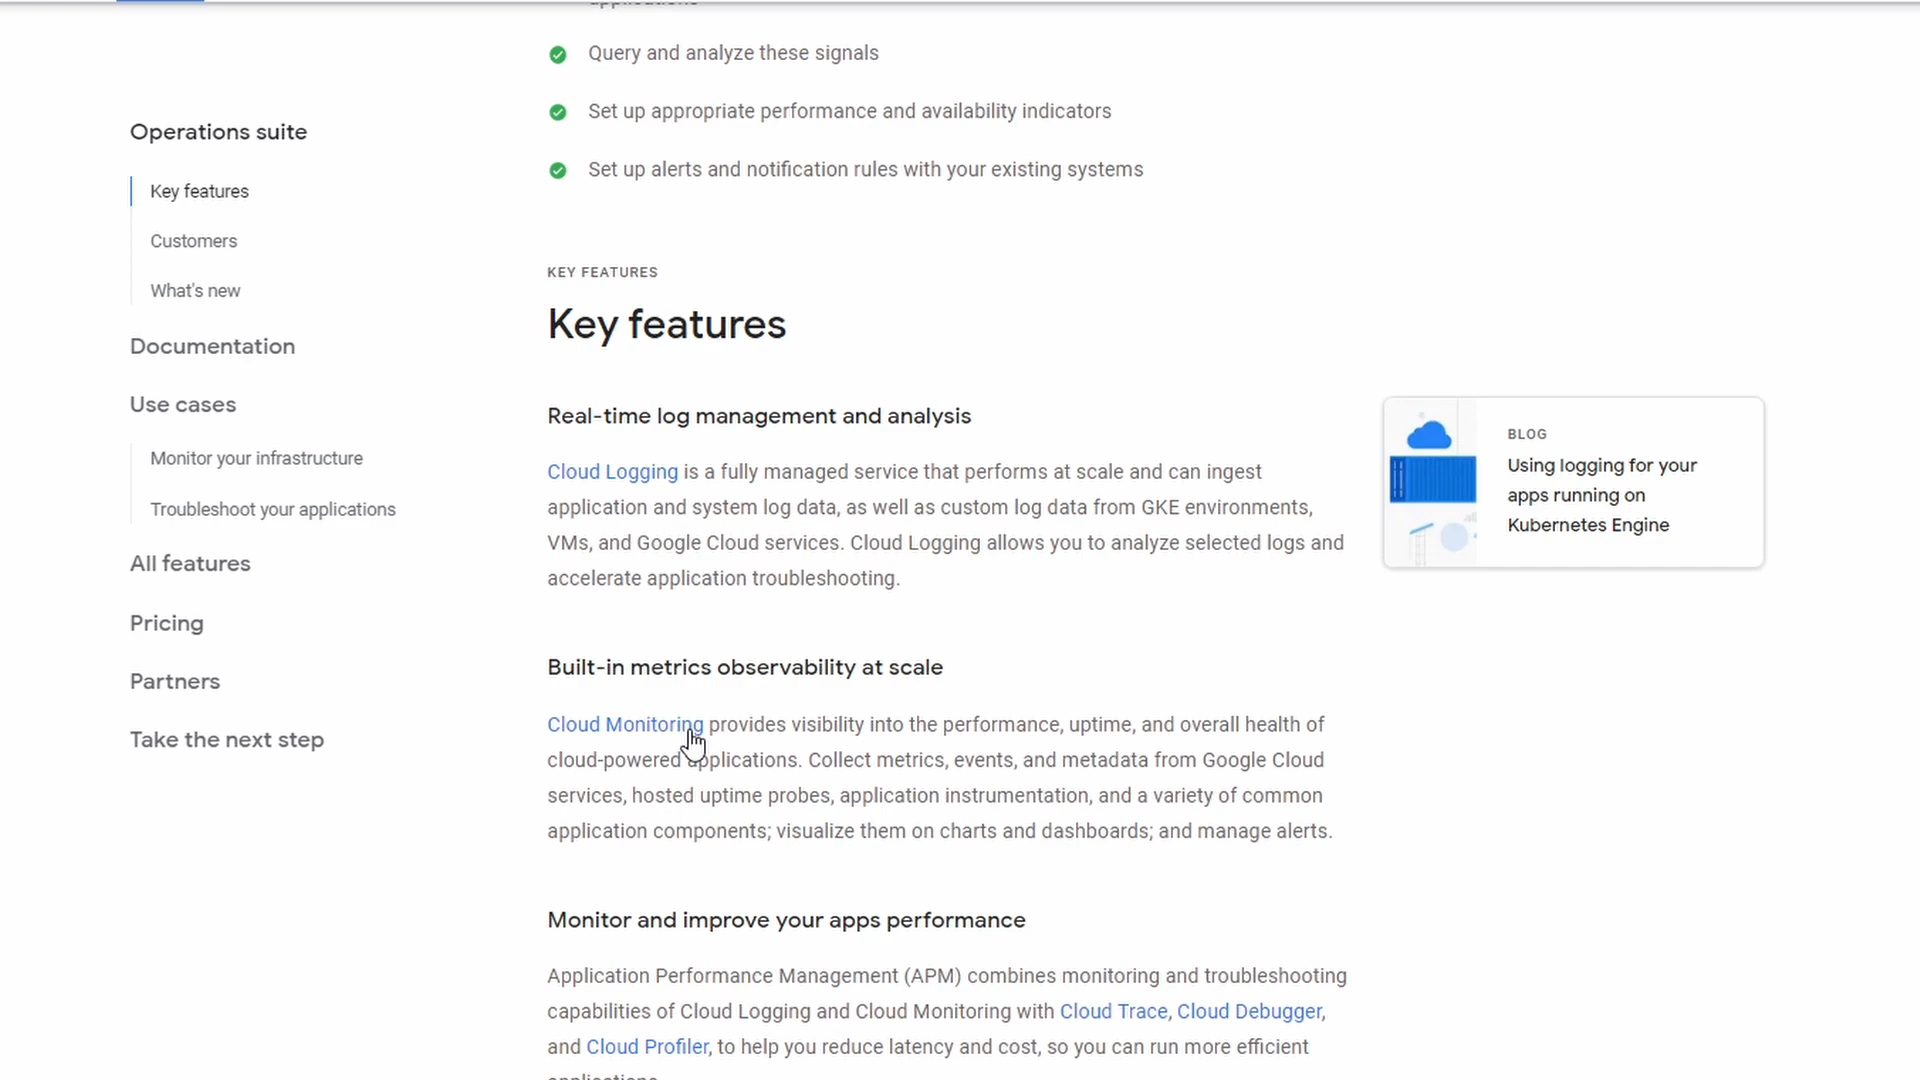 Query and analyze these signals
Set up appropriate performance and availability indicators
Set up alerts and notification rules with your existing systems
Operations suite
Key features
Customers
What's new
Documentation
Use cases
Monitor your infrastructure
Troubleshoot your applications
All features
Pricing
Partners
Take the next step
KEY FEATURES
Key features
Real-time log management and analysis
Cloud Logging is a fully managed service that performs at scale and can ingest
application and system log data, as well as custom log data from GKE environments,
VMs, and Google Cloud services. Cloud Logging allows you to analyze selected logs and
accelerate application troubleshooting.
BLOG
Using logging for your
apps running on
Kubernetes Engine
Built-in metrics observability at scale
Cloud Monitoring provides visibility into the performance, uptime, and overall health of
cloud-powered applications. Collect metrics, events, and metadata from Google Cloud
services, hosted uptime probes, application instrumentation, and a variety of common
application components; visualize them on charts and dashboards; and manage alerts.
Monitor and improve your apps performance
Application Performance Management (APM) combines monitoring and troubleshooting
capabilities of Cloud Logging and Cloud Monitoring with Cloud Trace, Cloud Debugger,
and Cloud Profiler, to help you reduce latency and cost, so you can run more efficient